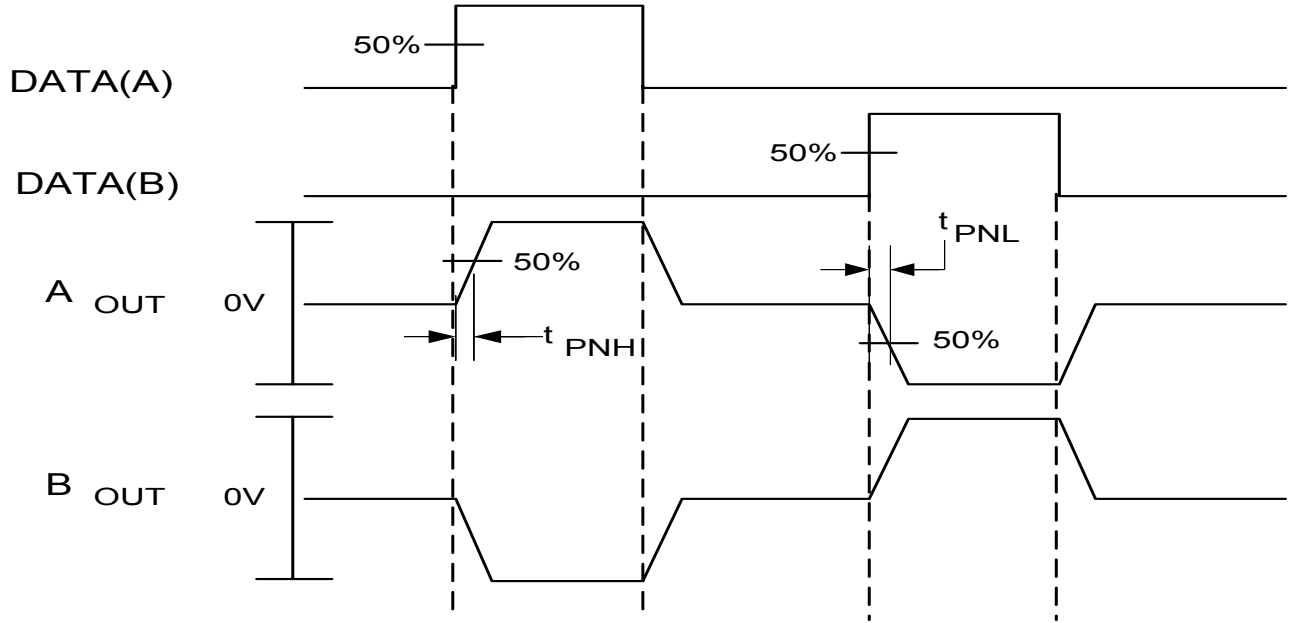 50%
DATA(A)
50%
DATA(B)
t PNL
50%
A OUT 0V
t PNH
50%
B OUT 0V